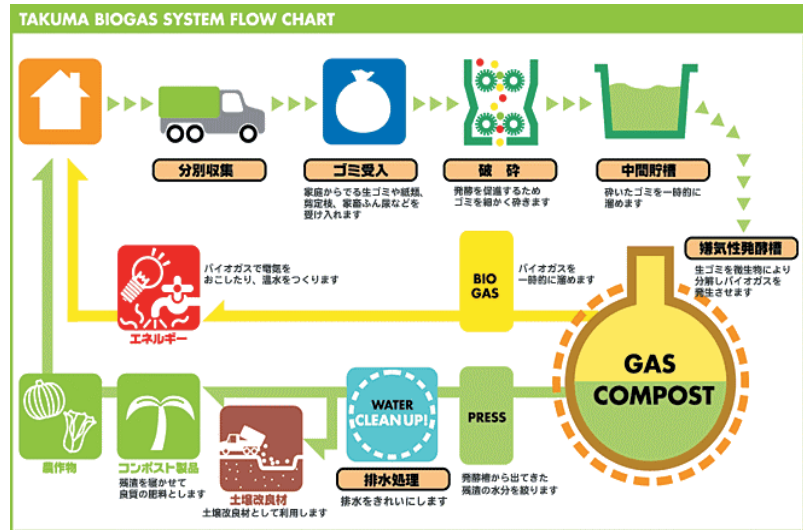 TAKUMA BIOGAS SYSTEM FLOW CHART
分別収集
ゴミ受入
家庭からでる生ゴミや紙類、
剪定枝、家畜ふん尿などを
受け入れます
破砕
発酵を促進するため
ゴミを細かく砕きます
中間貯槽
砕いたゴミを一時的に
溜めます
嫌気性発酵槽
生ゴミを微生物により
分解しバイオガスを
発生させます
エネルギー
バイオガスで電気を
おこしたり、温水をつくります
BIO
GAS
バイオガスを
一時的に溜めます
GAS
COMPOST
農作物
コンポスト製品
残渣を寝かせて
良質の肥料とします
土壌改良材
土壌改良材として利用します
WATER
CLEAN UP!
排水処理
排水をきれいにします
PRESS
発酵槽から出てきた
残渣の水分を絞ります